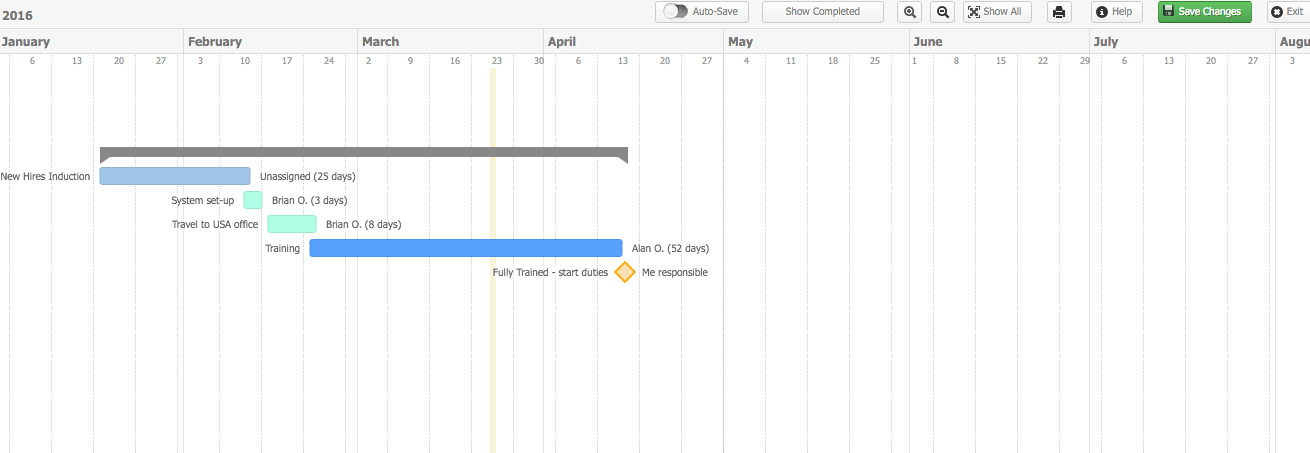 2016
Auto-Save Show Completed Show All Help Save Changes Exit
January February March April May June July Augu
6 13 20 27 3 10 17 24 2 9 16 23 30 6 13 20 27 4 11 18 25 1 8 15 22 29 6 13 20 27 3
New Hires Induction Unassigned (25 days)
System set-up Brian O. (3 days)
Travel to USA office Brian O. (8 days)
Training Alan O. (52 days)
Fully Trained - start duties Me responsible